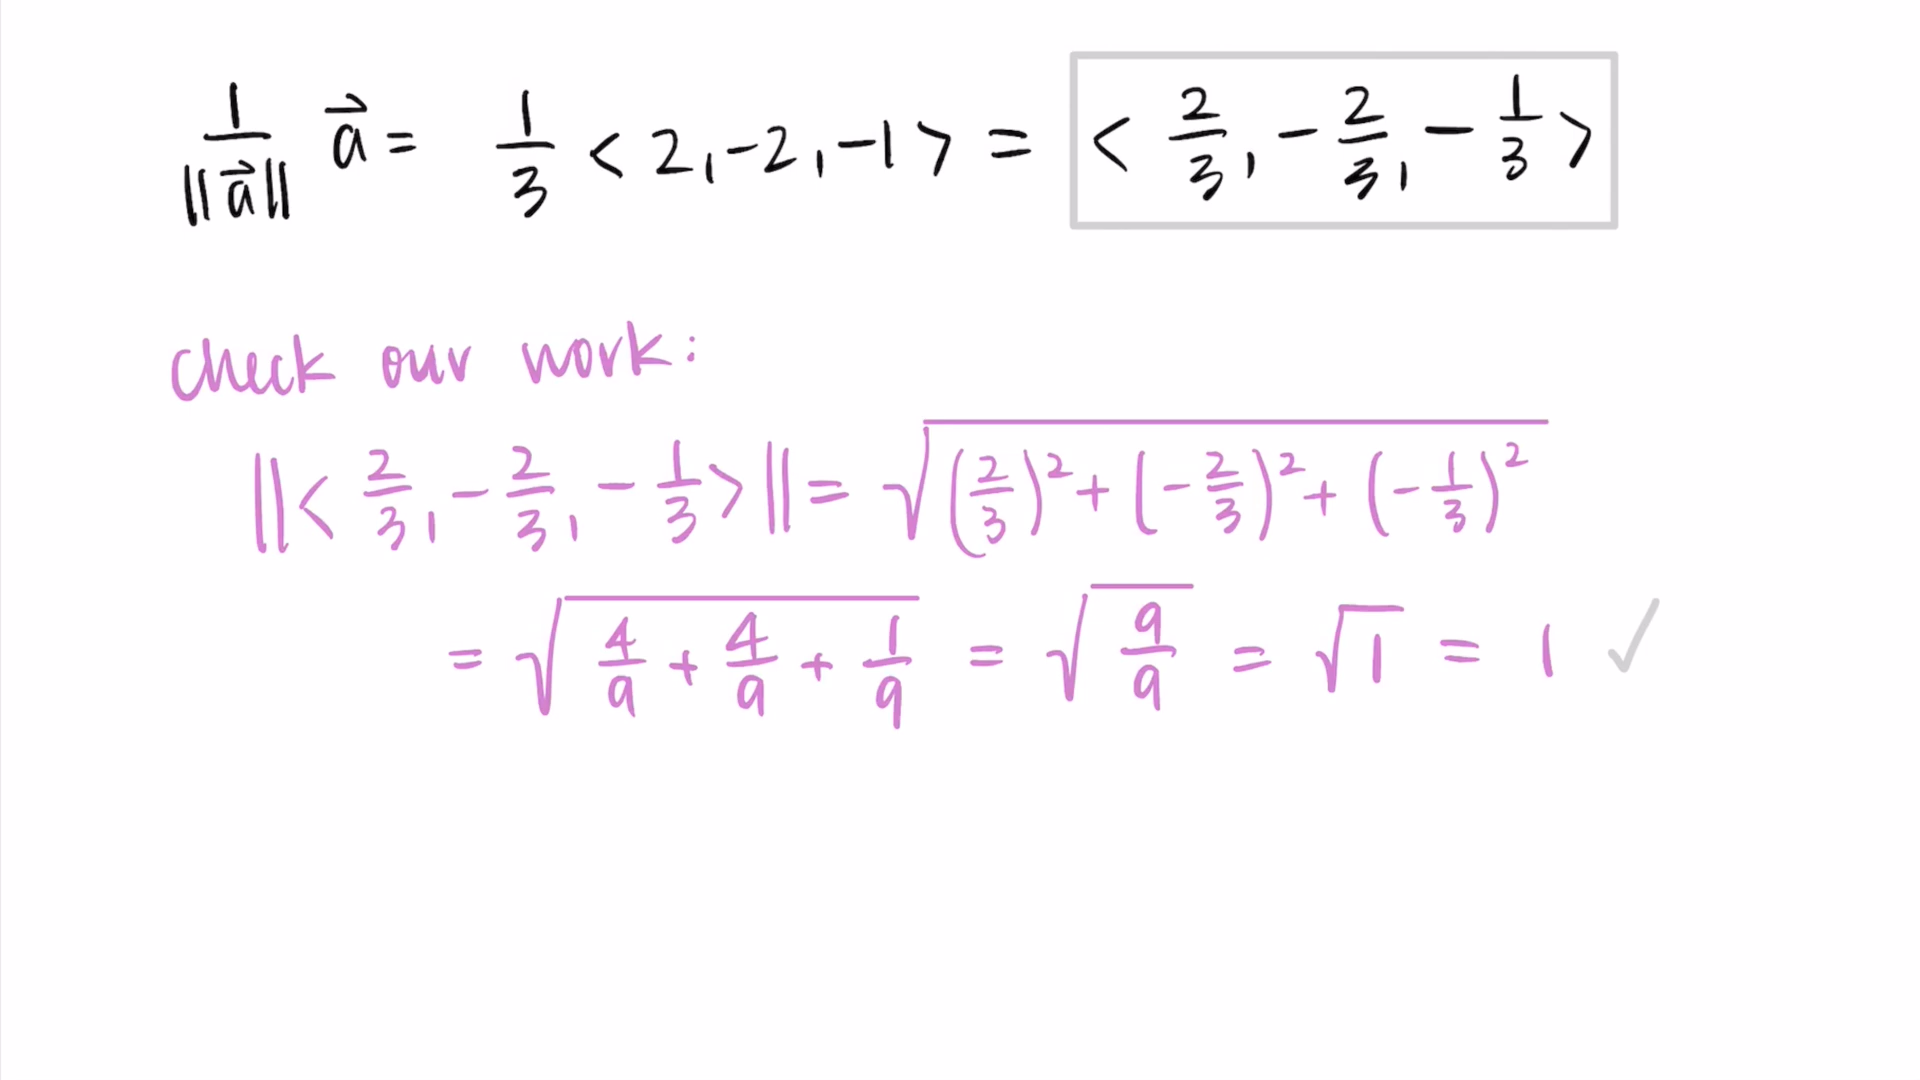 1/‖a⃗‖ a⃗ = 1/3 <2, -2, -1> = <2/3, -2/3, -1/3>
check our work:
‖<2/3, -2/3, -1/3>‖ = √((2/3)² + (-2/3)² + (-1/3)²)
= √(4/9 + 4/9 + 1/9) = √(9/9) = √1 = 1 ✓